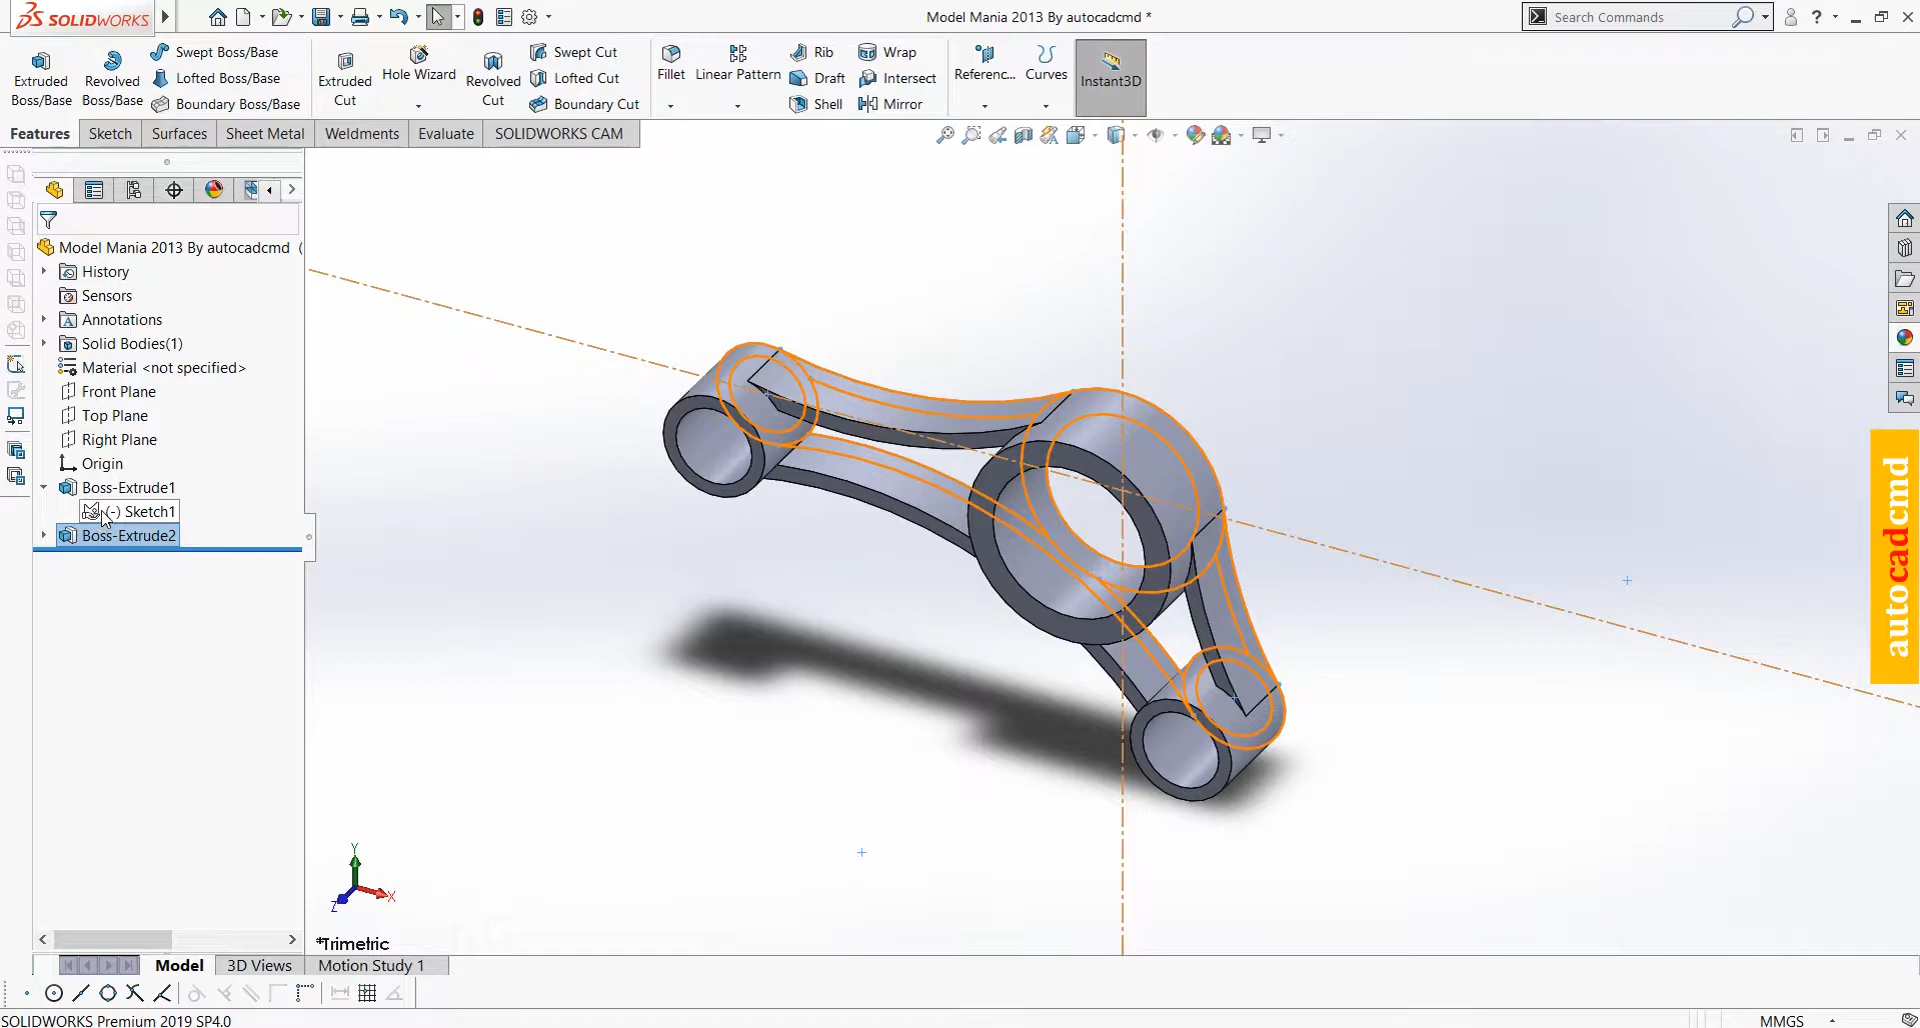 SOLIDWORKS
Model Mania 2013 By autocadcmd *
Search Commands
Extruded Boss/Base
Revolved Boss/Base
Swept Boss/Base
Lofted Boss/Base
Boundary Boss/Base
Extruded Cut
Hole Wizard
Revolved Cut
Swept Cut
Lofted Cut
Boundary Cut
Fillet
Linear Pattern
Rib
Draft
Shell
Wrap
Intersect
Mirror
Referenc...
Curves
Instant3D
Features
Sketch
Surfaces
Sheet Metal
Weldments
Evaluate
SOLIDWORKS CAM
Model Mania 2013 By autocadcmd (
History
Sensors
Annotations
Solid Bodies(1)
Material <not specified>
Front Plane
Top Plane
Right Plane
Origin
Boss-Extrude1
(-) Sketch1
Boss-Extrude2
autocadcmd
Y
X
Z
*Trimetric
Model
3D Views
Motion Study 1
SOLIDWORKS Premium 2019 SP4.0
MMGS